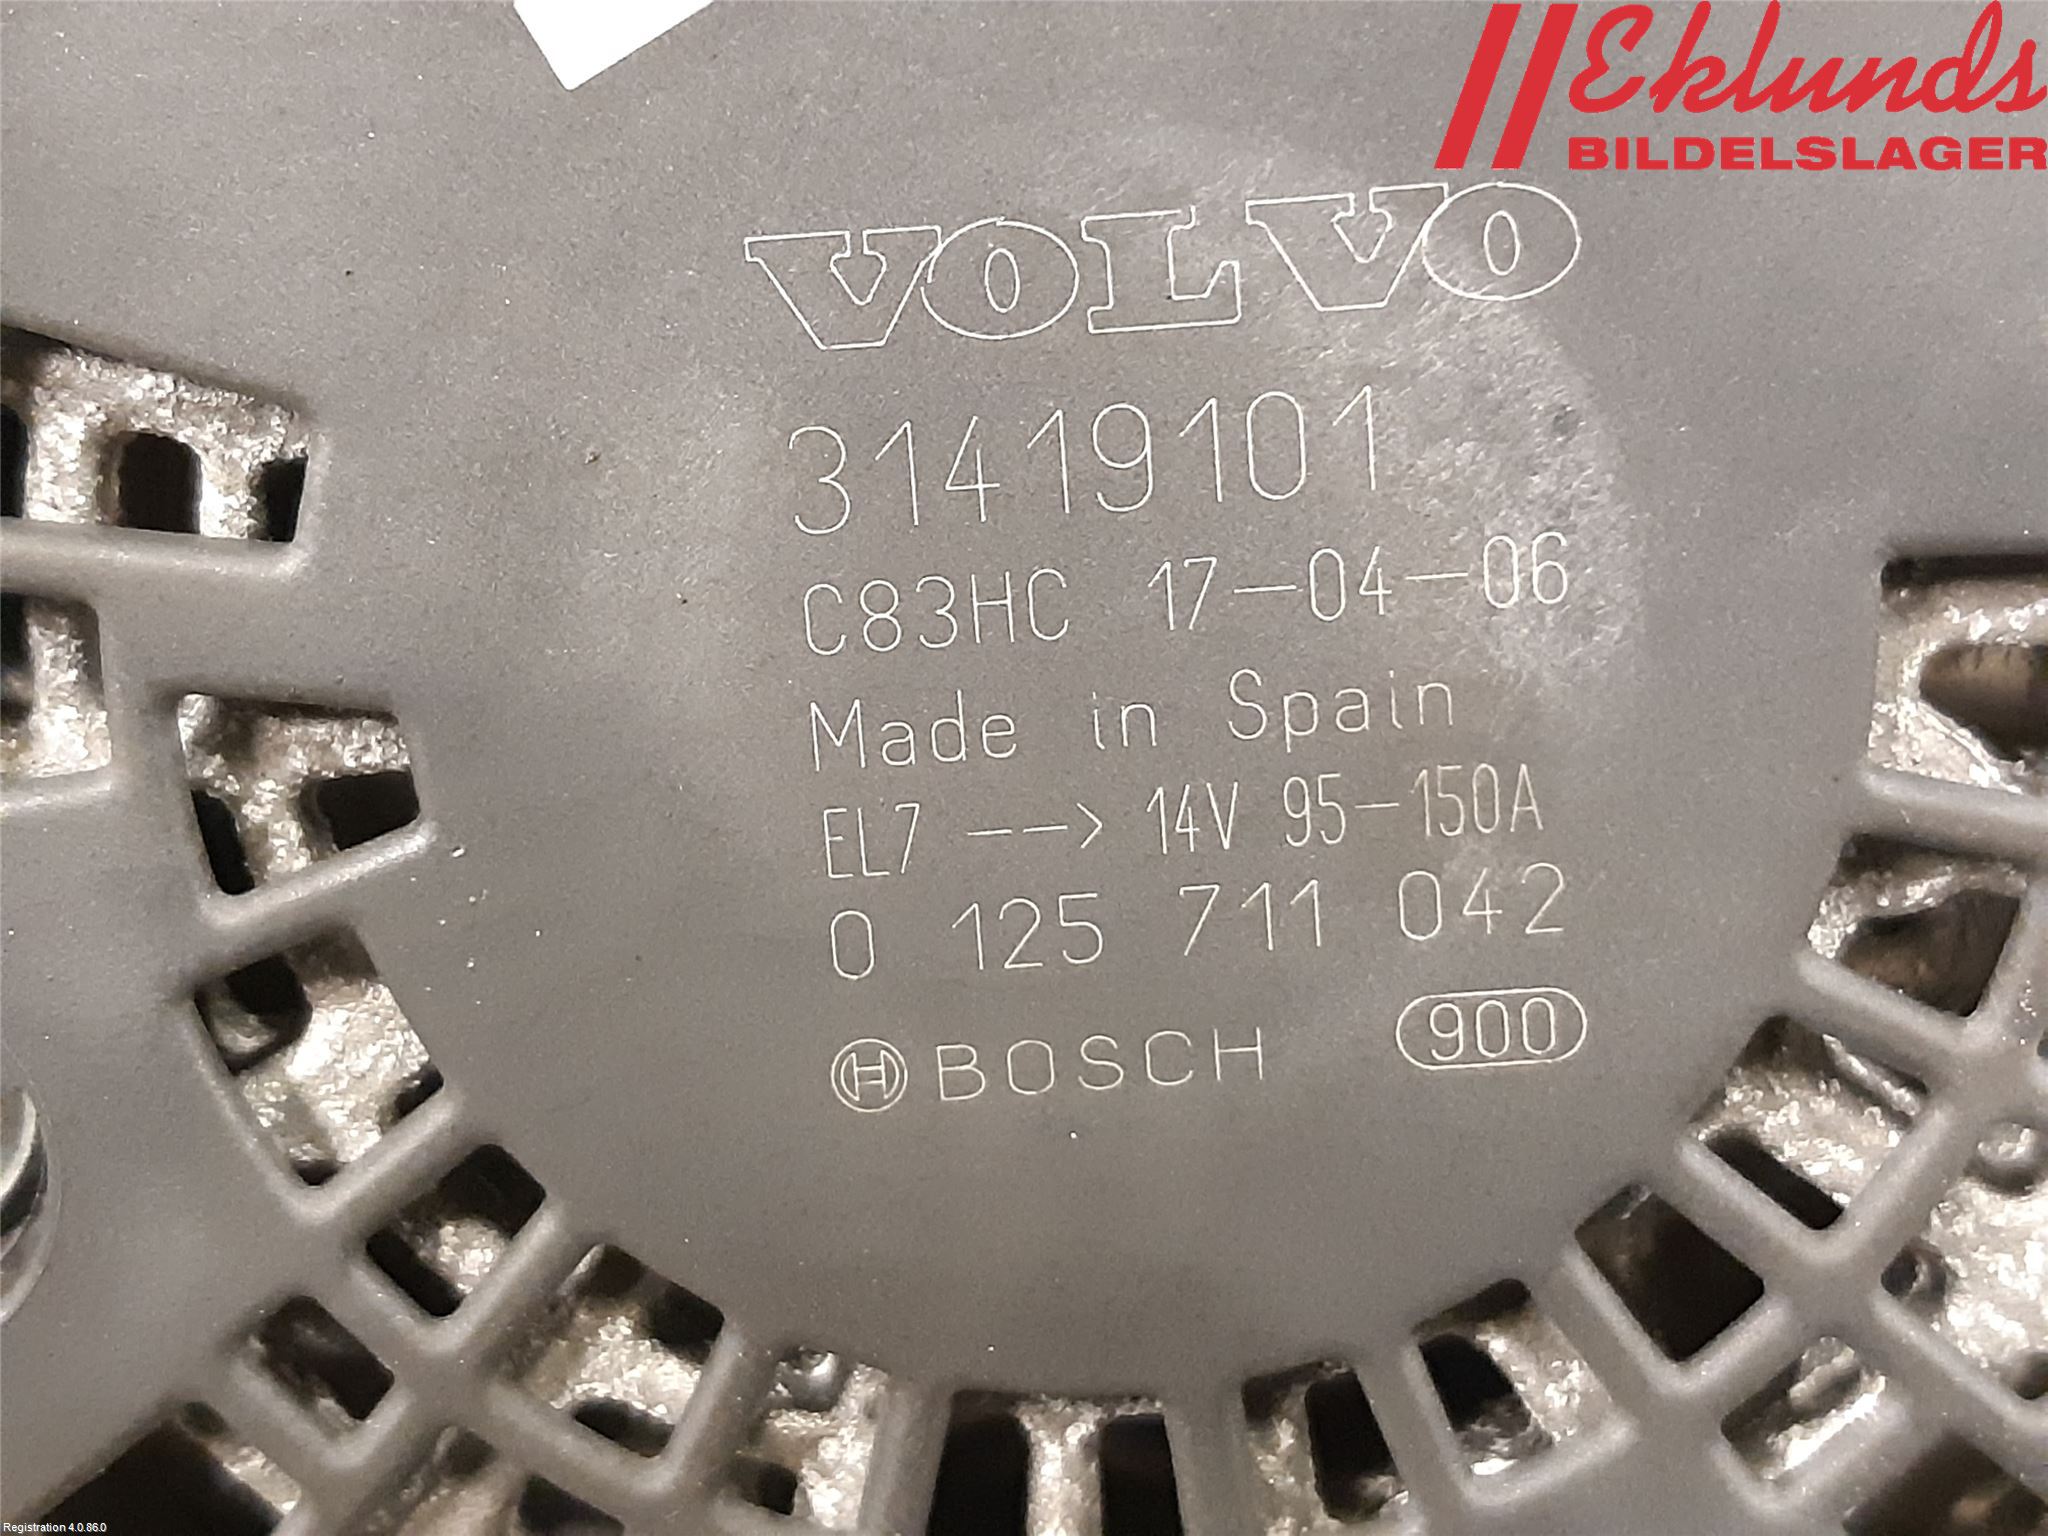 Eklunds
BILDELSLAGER
VOLVO
31419101
C83HC 17-04-06
Made in Spain
EL7 --> 14V 95-150A
0 125 711 042
BOSCH 900
Registration 4.0.86.0